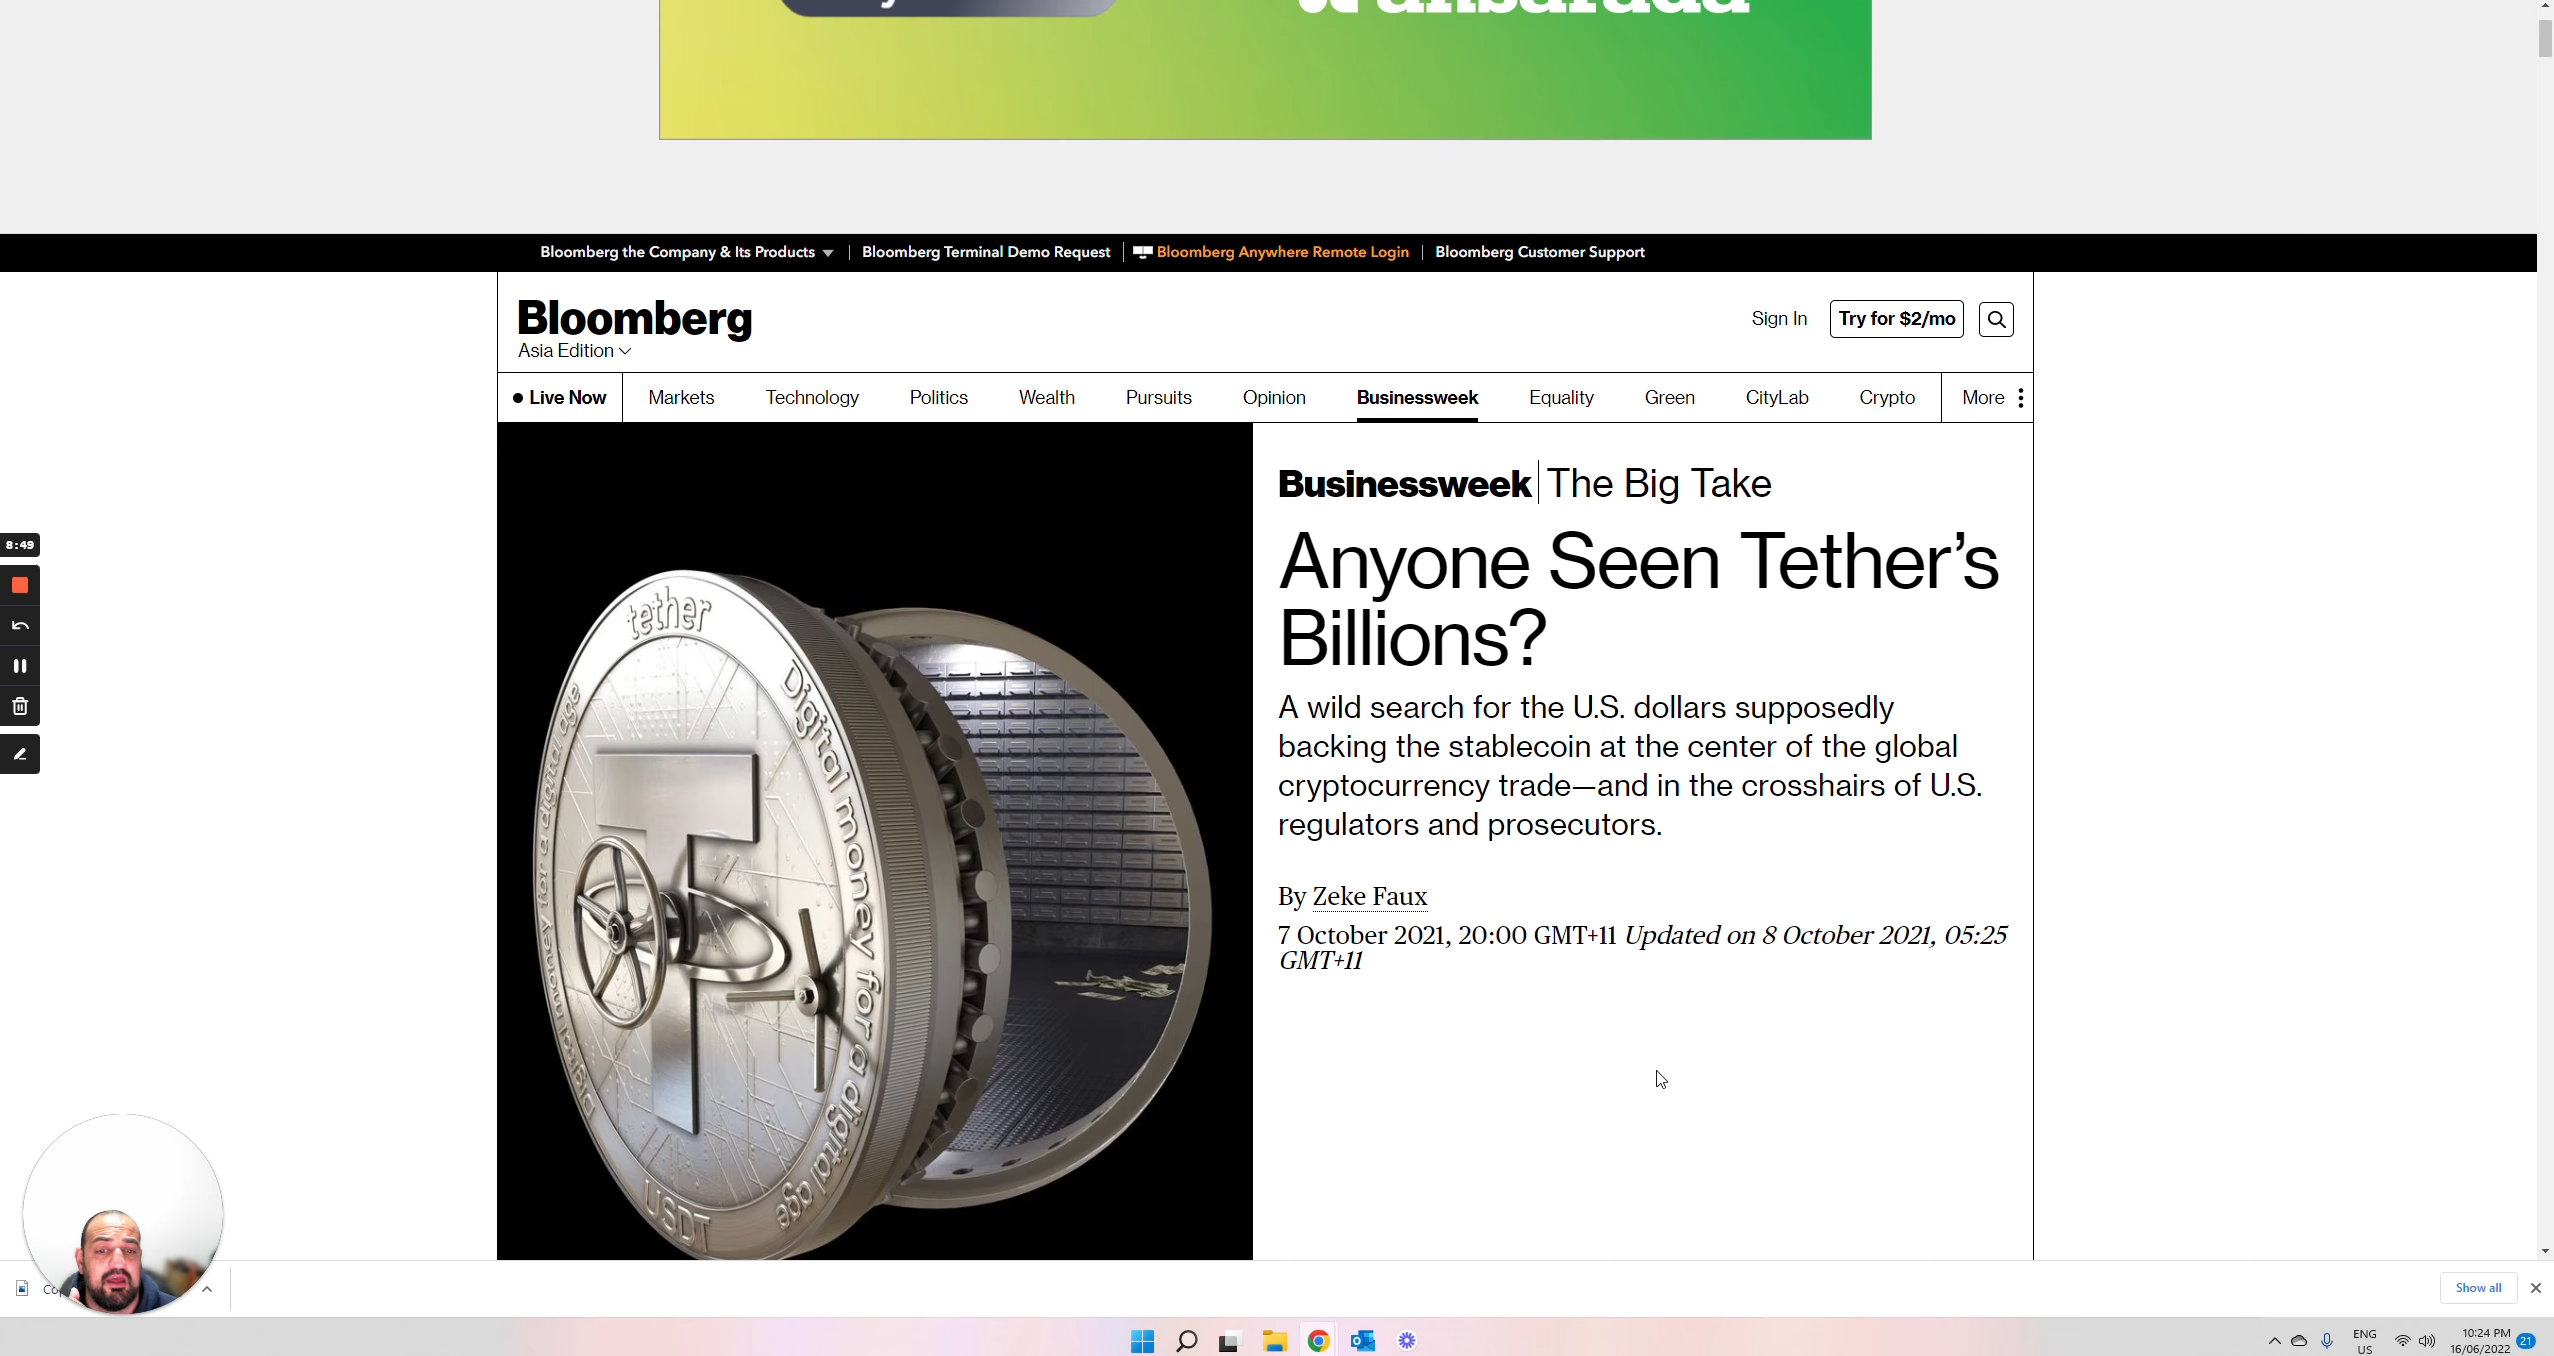 Bloomberg the Company & Its Products
Bloomberg Terminal Demo Request
Bloomberg Anywhere Remote Login
Bloomberg Customer Support
Bloomberg
Asia Edition
Sign In
Try for $2/mo
Live Now
Markets
Technology
Politics
Wealth
Pursuits
Opinion
Businessweek
Equality
Green
CityLab
Crypto
More
Businessweek | The Big Take
Anyone Seen Tether's
Billions?
A wild search for the U.S. dollars supposedly
backing the stablecoin at the center of the global
cryptocurrency trade—and in the crosshairs of U.S.
regulators and prosecutors.
By Zeke Faux
7 October 2021, 20:00 GMT+11 Updated on 8 October 2021, 05:25
GMT+11
tether
Digital money for a digital age
Digital money for a digital age
USDT
8:49
Show all
ENG
US
10:24 PM
16/06/2022
21